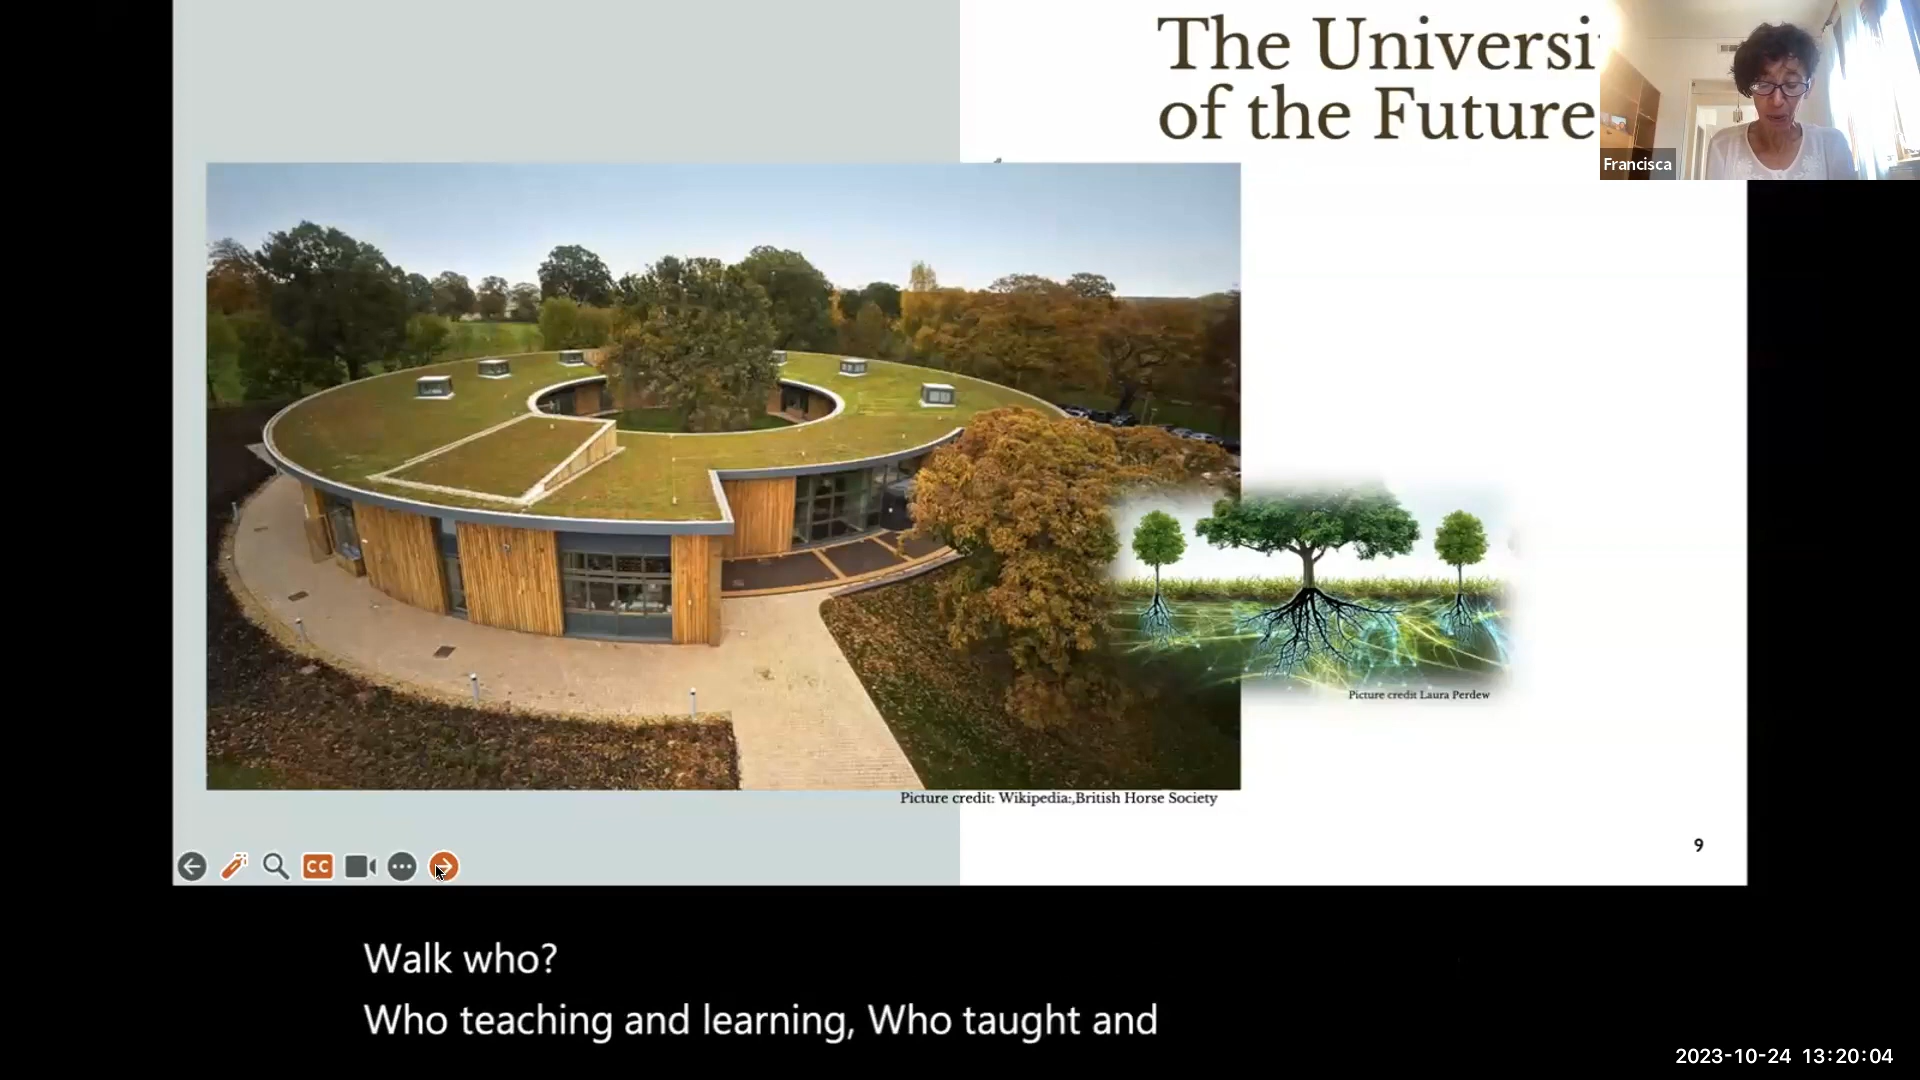 The Universi
of the Future
Francisca
Picture credit Laura Perdew
Picture credit: Wikipedia:,British Horse Society
9
CC
Walk who?
Who teaching and learning, Who taught and
2023-10-24 13:20:04